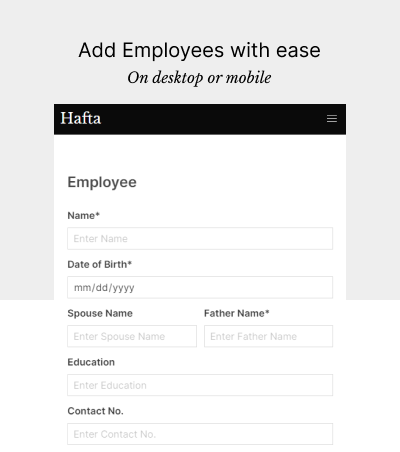 Add Employees with ease
On desktop or mobile
Hafta
Employee
Name*
Enter Name
Date of Birth*
mm/dd/yyyy
Spouse Name Father Name*
Enter Spouse Name Enter Father Name
Education
Enter Education
Contact No.
Enter Contact No.